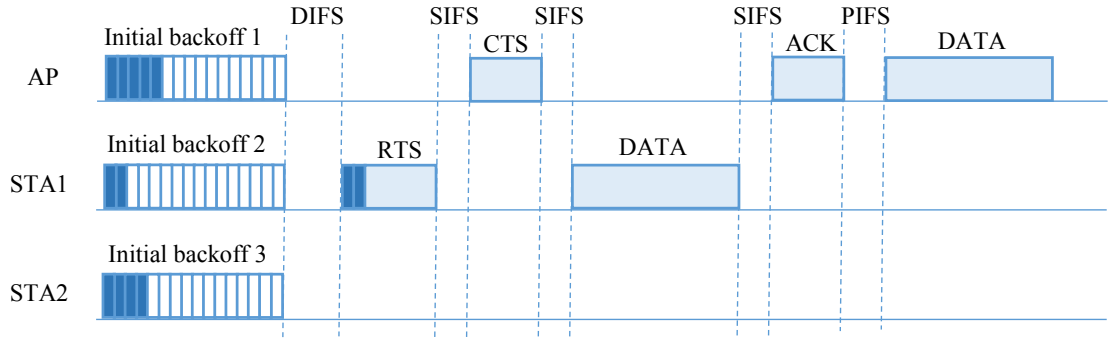 DIFS SIFS SIFS SIFS PIFS
Initial backoff 1 CTS ACK DATA
AP
Initial backoff 2 RTS DATA
STA1
Initial backoff 3
STA2